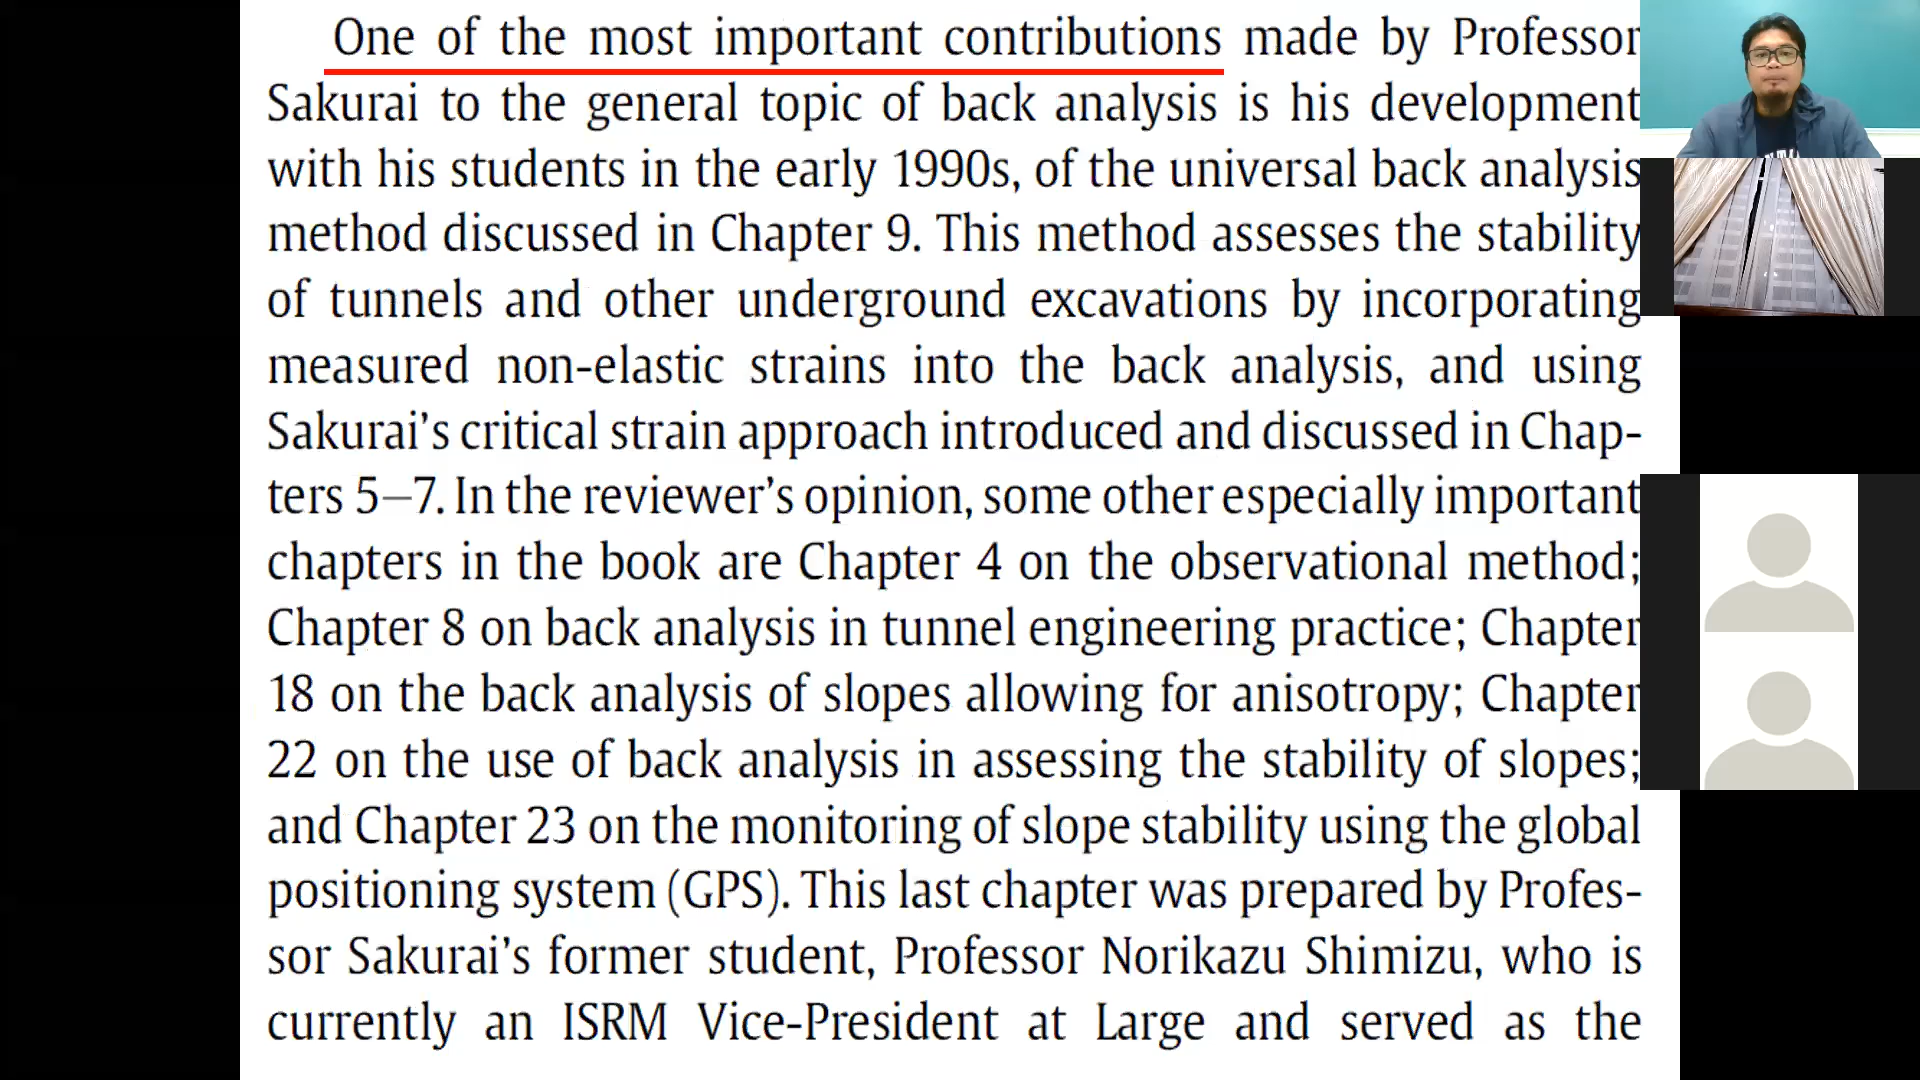 One of the most important contributions made by Professor
Sakurai to the general topic of back analysis is his development
with his students in the early 1990s, of the universal back analysis
method discussed in Chapter 9. This method assesses the stability
of tunnels and other underground excavations by incorporating
measured non-elastic strains into the back analysis, and using
Sakurai’s critical strain approach introduced and discussed in Chap-
ters 5–7. In the reviewer’s opinion, some other especially important
chapters in the book are Chapter 4 on the observational method;
Chapter 8 on back analysis in tunnel engineering practice; Chapter
18 on the back analysis of slopes allowing for anisotropy; Chapter
22 on the use of back analysis in assessing the stability of slopes;
and Chapter 23 on the monitoring of slope stability using the global
positioning system (GPS). This last chapter was prepared by Profes-
sor Sakurai’s former student, Professor Norikazu Shimizu, who is
currently an ISRM Vice-President at Large and served as the